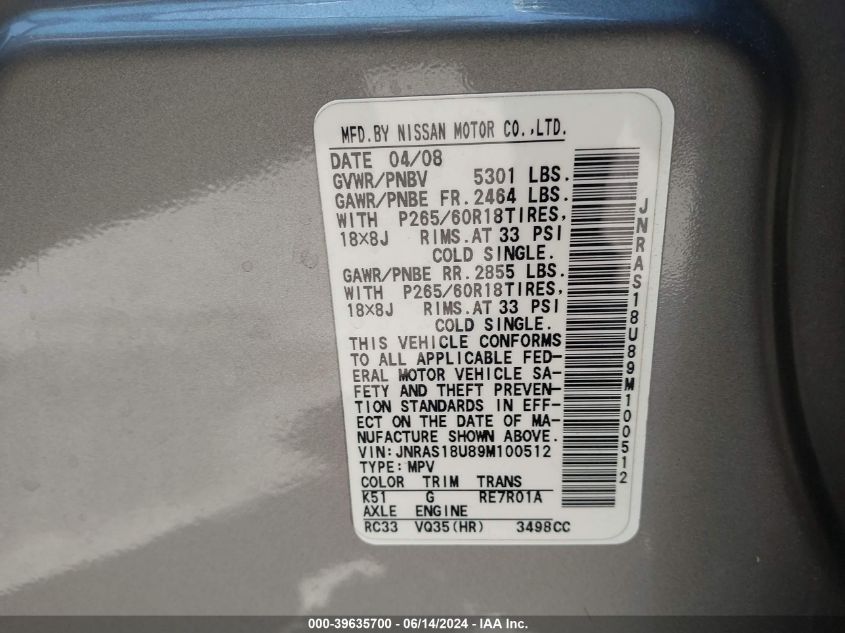 MFD.BY NISSAN MOTOR CO.,LTD.
DATE 04/08
GVWR/PNBV 5301 LBS.
GAWR/PNBE FR.2464 LBS.
WITH P265/60R18TIRES,
18×8J RIMS.AT 33 PSI
COLD SINGLE.
GAWR/PNBE RR.2855 LBS.
WITH P265/60R18TIRES,
18×8J RIMS.AT 33 PSI
COLD SINGLE.
THIS VEHICLE CONFORMS
TO ALL APPLICABLE FED-
ERAL MOTOR VEHICLE SA-
FETY AND THEFT PREVEN-
TION STANDARDS IN EFF-
ECT ON THE DATE OF MA-
NUFACTURE SHOWN ABOVE.
VIN:JNRAS18U89M100512
TYPE:MPV
COLOR TRIM TRANS
K51 G RE7R01A
AXLE ENGINE
RC33 VQ35(HR) 3498CC
JNRAS18U89M100512
000-39635700 - 06/14/2024 - IAAI.com